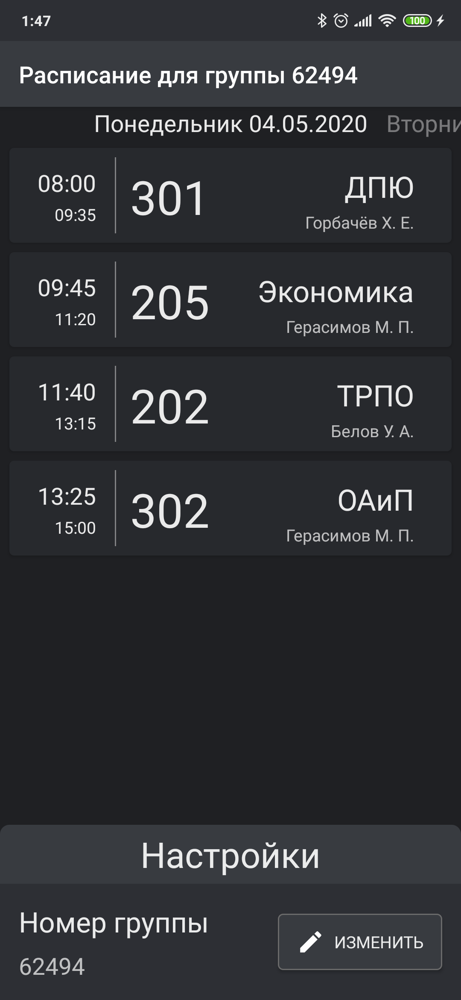 1:47
100
Расписание для группы 62494
Понедельник 04.05.2020 Вторни
08:00
09:35
301
ДПЮ
Горбачёв Х. Е.
09:45
11:20
205
Экономика
Герасимов М. П.
11:40
13:15
202
ТРПО
Белов У. А.
13:25
15:00
302
ОАиП
Герасимов М. П.
Настройки
Номер группы
62494
ИЗМЕНИТЬ